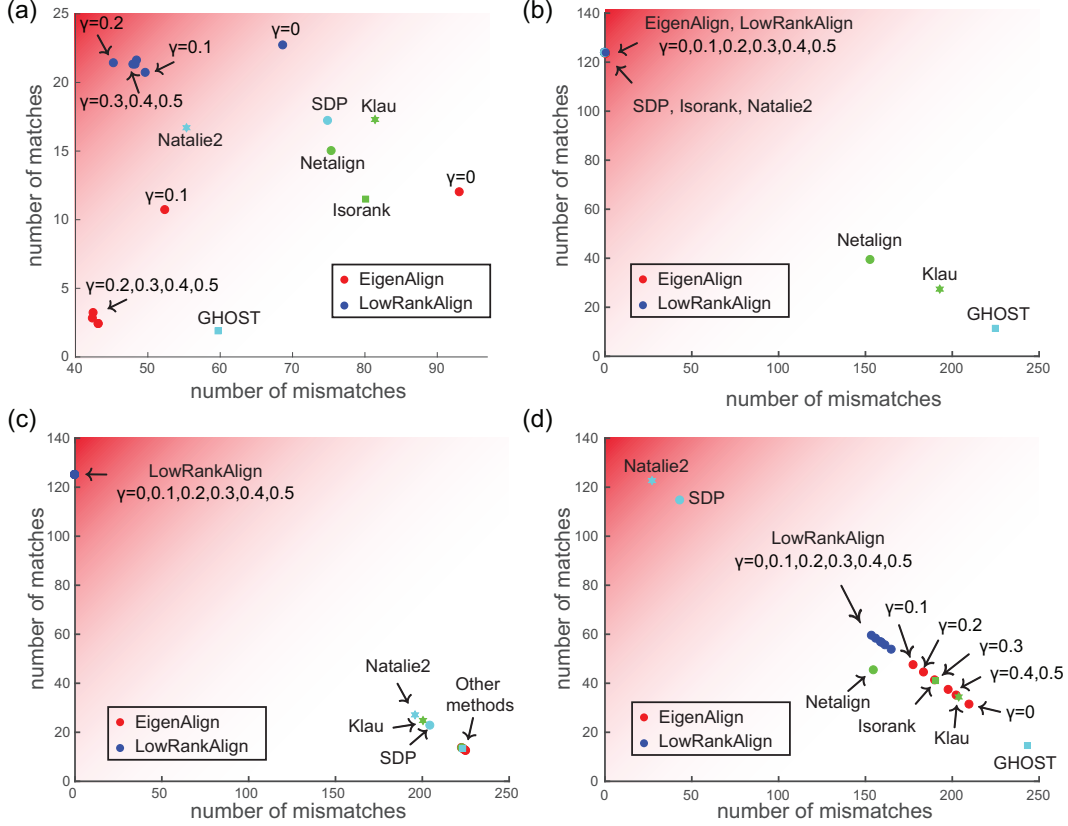 (a)
25
20
15
10
5
0
number of matches
γ=0.2
γ=0
γ=0.1
γ=0.3,0.4,0.5
SDP
Klau
Natalie2
Netalign
γ=0
γ=0.1
Isorank
γ=0.2,0.3,0.4,0.5
EigenAlign
LowRankAlign
GHOST
40
50
60
70
80
90
number of mismatches
(b)
140
120
100
80
60
40
20
0
number of matches
EigenAlign, LowRankAlign
γ=0,0.1,0.2,0.3,0.4,0.5
SDP, Isorank, Natalie2
Netalign
Klau
EigenAlign
LowRankAlign
GHOST
0
50
100
150
200
250
number of mismatches
(c)
140
120
100
80
60
40
20
0
number of matches
LowRankAlign
γ=0,0.1,0.2,0.3,0.4,0.5
Natalie2
Other
methods
Klau
SDP
EigenAlign
LowRankAlign
0
50
100
150
200
250
number of mismatches
(d)
140
120
100
80
60
40
20
0
number of matches
Natalie2
SDP
LowRankAlign
γ=0,0.1,0.2,0.3,0.4,0.5
γ=0.1
γ=0.2
γ=0.3
γ=0.4,0.5
Netalign
Isorank
γ=0
Klau
EigenAlign
LowRankAlign
GHOST
0
50
100
150
200
250
number of mismatches